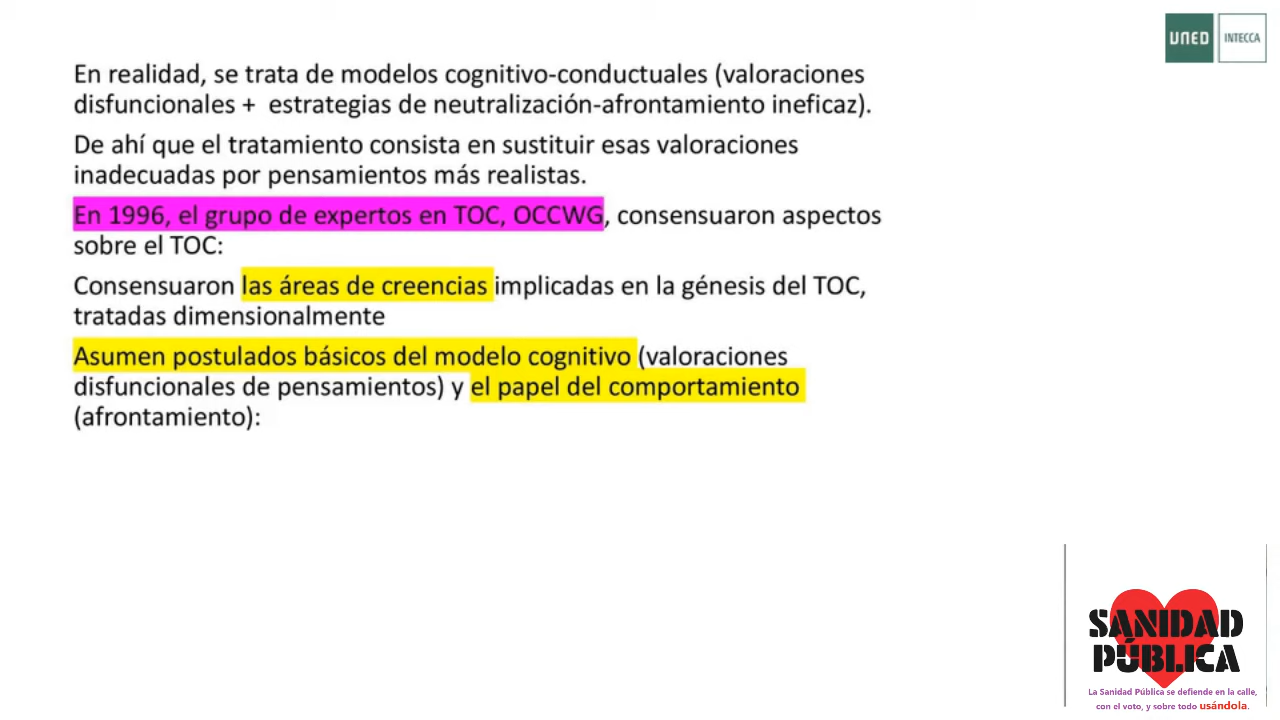 UNED INTECCA
En realidad, se trata de modelos cognitivo-conductuales (valoraciones
disfuncionales + estrategias de neutralización-afrontamiento ineficaz).
De ahí que el tratamiento consista en sustituir esas valoraciones
inadecuadas por pensamientos más realistas.
En 1996, el grupo de expertos en TOC, OCCWG, consensuaron aspectos
sobre el TOC:
Consensuaron las áreas de creencias implicadas en la génesis del TOC,
tratadas dimensionalmente
Asumen postulados básicos del modelo cognitivo (valoraciones
disfuncionales de pensamientos) y el papel del comportamiento
(afrontamiento):
SANIDAD
PÚBLICA
La Sanidad Pública se defiende en la calle,
con el voto, y sobre todo usándola.